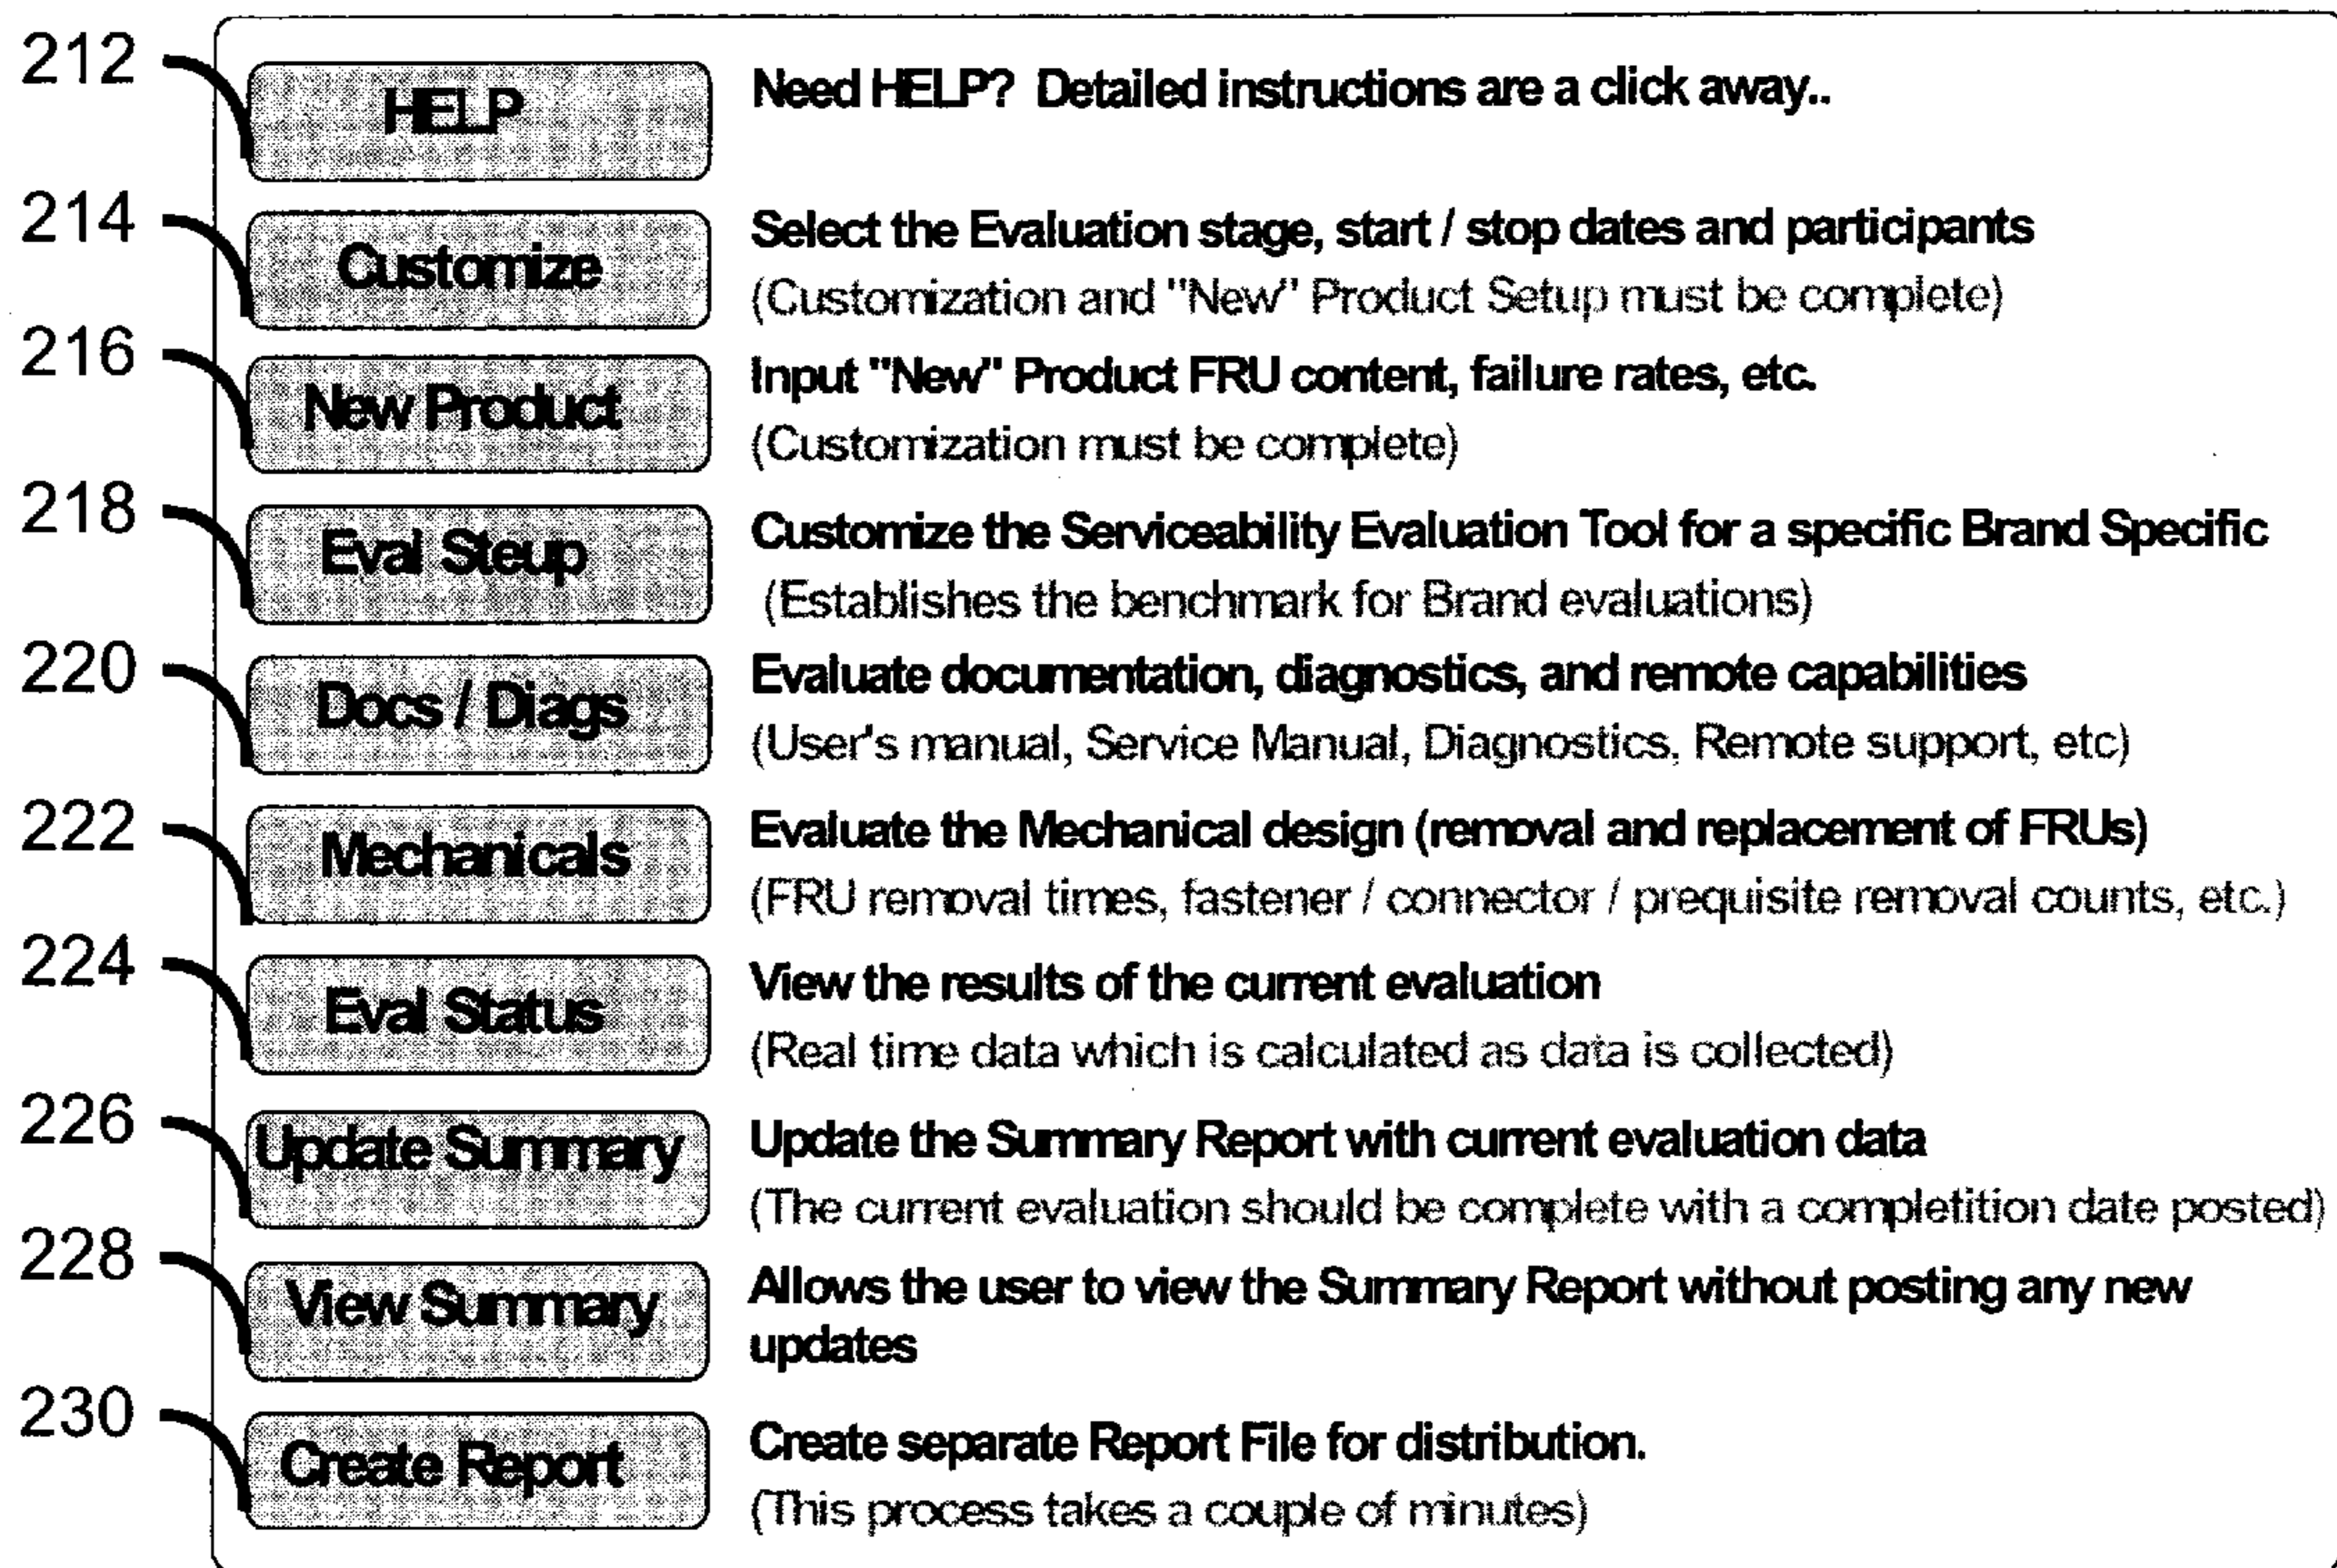 212
HELP
Need HELP? Detailed instructions are a click away..
214
Customize
Select the Evaluation stage, start / stop dates and participants
(Customization and "New" Product Setup must be complete)
216
New Product
Input "New" Product FRU content, failure rates, etc.
(Customization must be complete)
218
Eval Steup
Customize the Serviceability Evaluation Tool for a specific Brand Specific
(Establishes the benchmark for Brand evaluations)
220
Docs / Diags
Evaluate documentation, diagnostics, and remote capabilities
(User's manual, Service Manual, Diagnostics, Remote support, etc)
222
Mechanicals
Evaluate the Mechanical design (removal and replacement of FRUs)
(FRU removal times, fastener / connector / prequisite removal counts, etc.)
224
Eval Status
View the results of the current evaluation
(Real time data which is calculated as data is collected)
226
Update Summary
Update the Summary Report with current evaluation data
(The current evaluation should be complete with a completition date posted)
228
View Summary
Allows the user to view the Summary Report without posting any new
updates
230
Create Report
Create separate Report File for distribution.
(This process takes a couple of minutes)